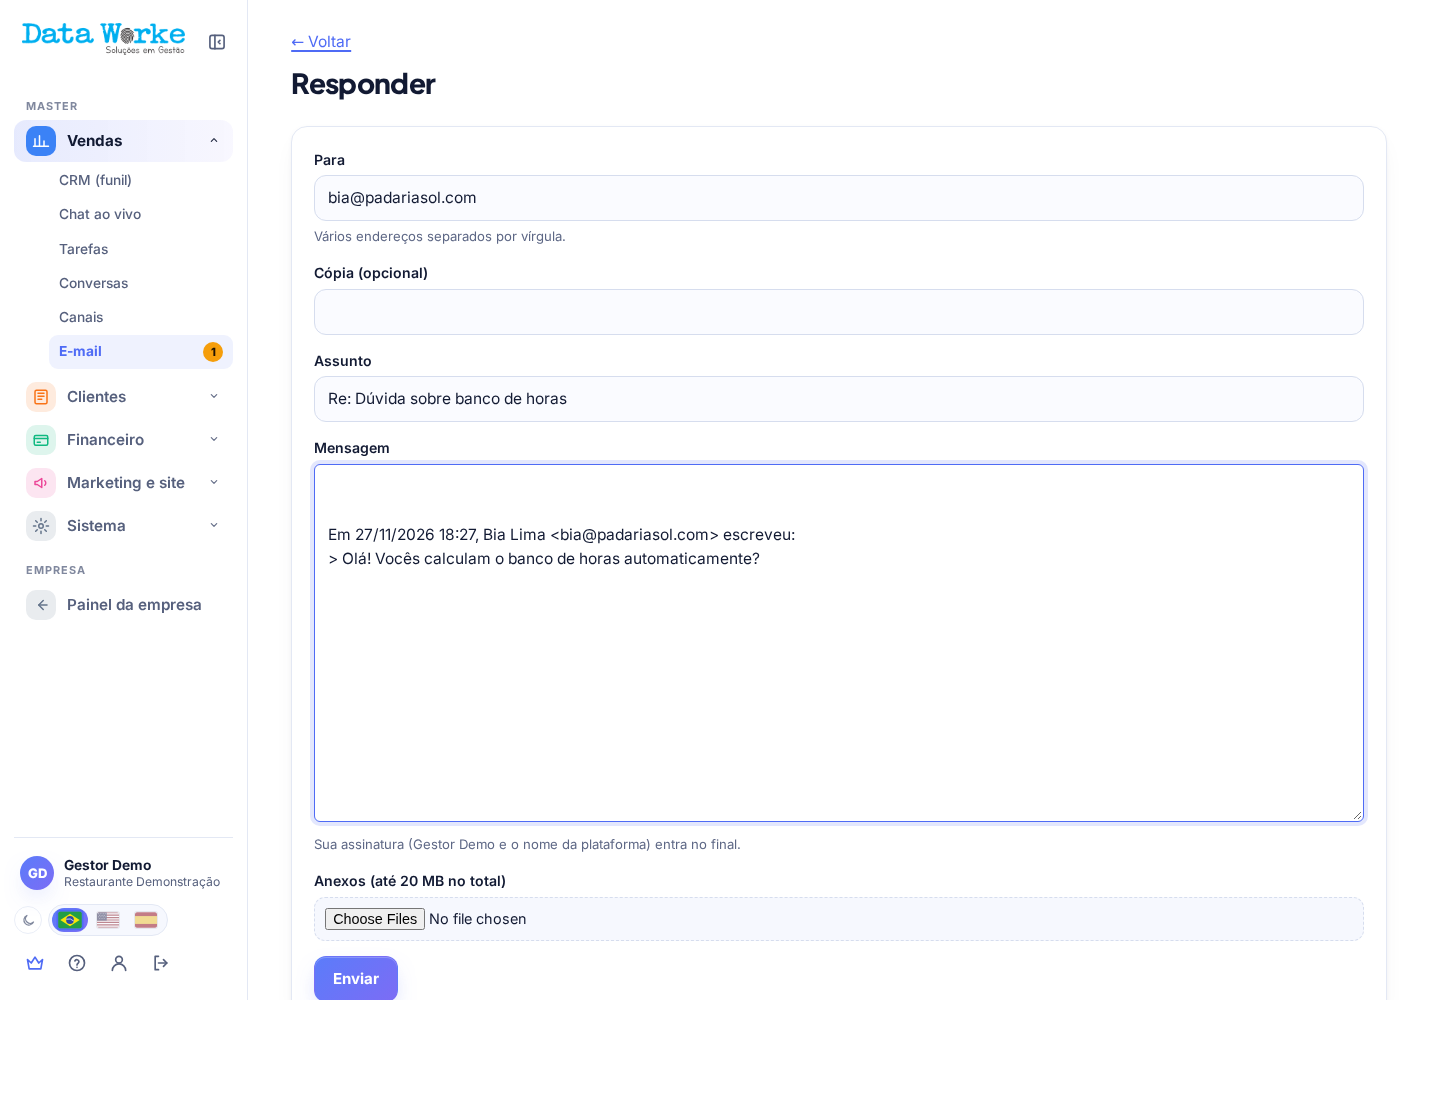 Data Worke
Soluções em Gestão
MASTER
Vendas
CRM (funil)
Chat ao vivo
Tarefas
Conversas
Canais
E-mail 1
Clientes
Financeiro
Marketing e site
Sistema
EMPRESA
Painel da empresa
GD
Gestor Demo
Restaurante Demonstração
← Voltar
Responder
Para
bia@padariasol.com
Vários endereços separados por vírgula.
Cópia (opcional)
Assunto
Re: Dúvida sobre banco de horas
Mensagem
Em 27/11/2026 18:27, Bia Lima <bia@padariasol.com> escreveu:
> Olá! Vocês calculam o banco de horas automaticamente?
Sua assinatura (Gestor Demo e o nome da plataforma) entra no final.
Anexos (até 20 MB no total)
Choose Files No file chosen
Enviar